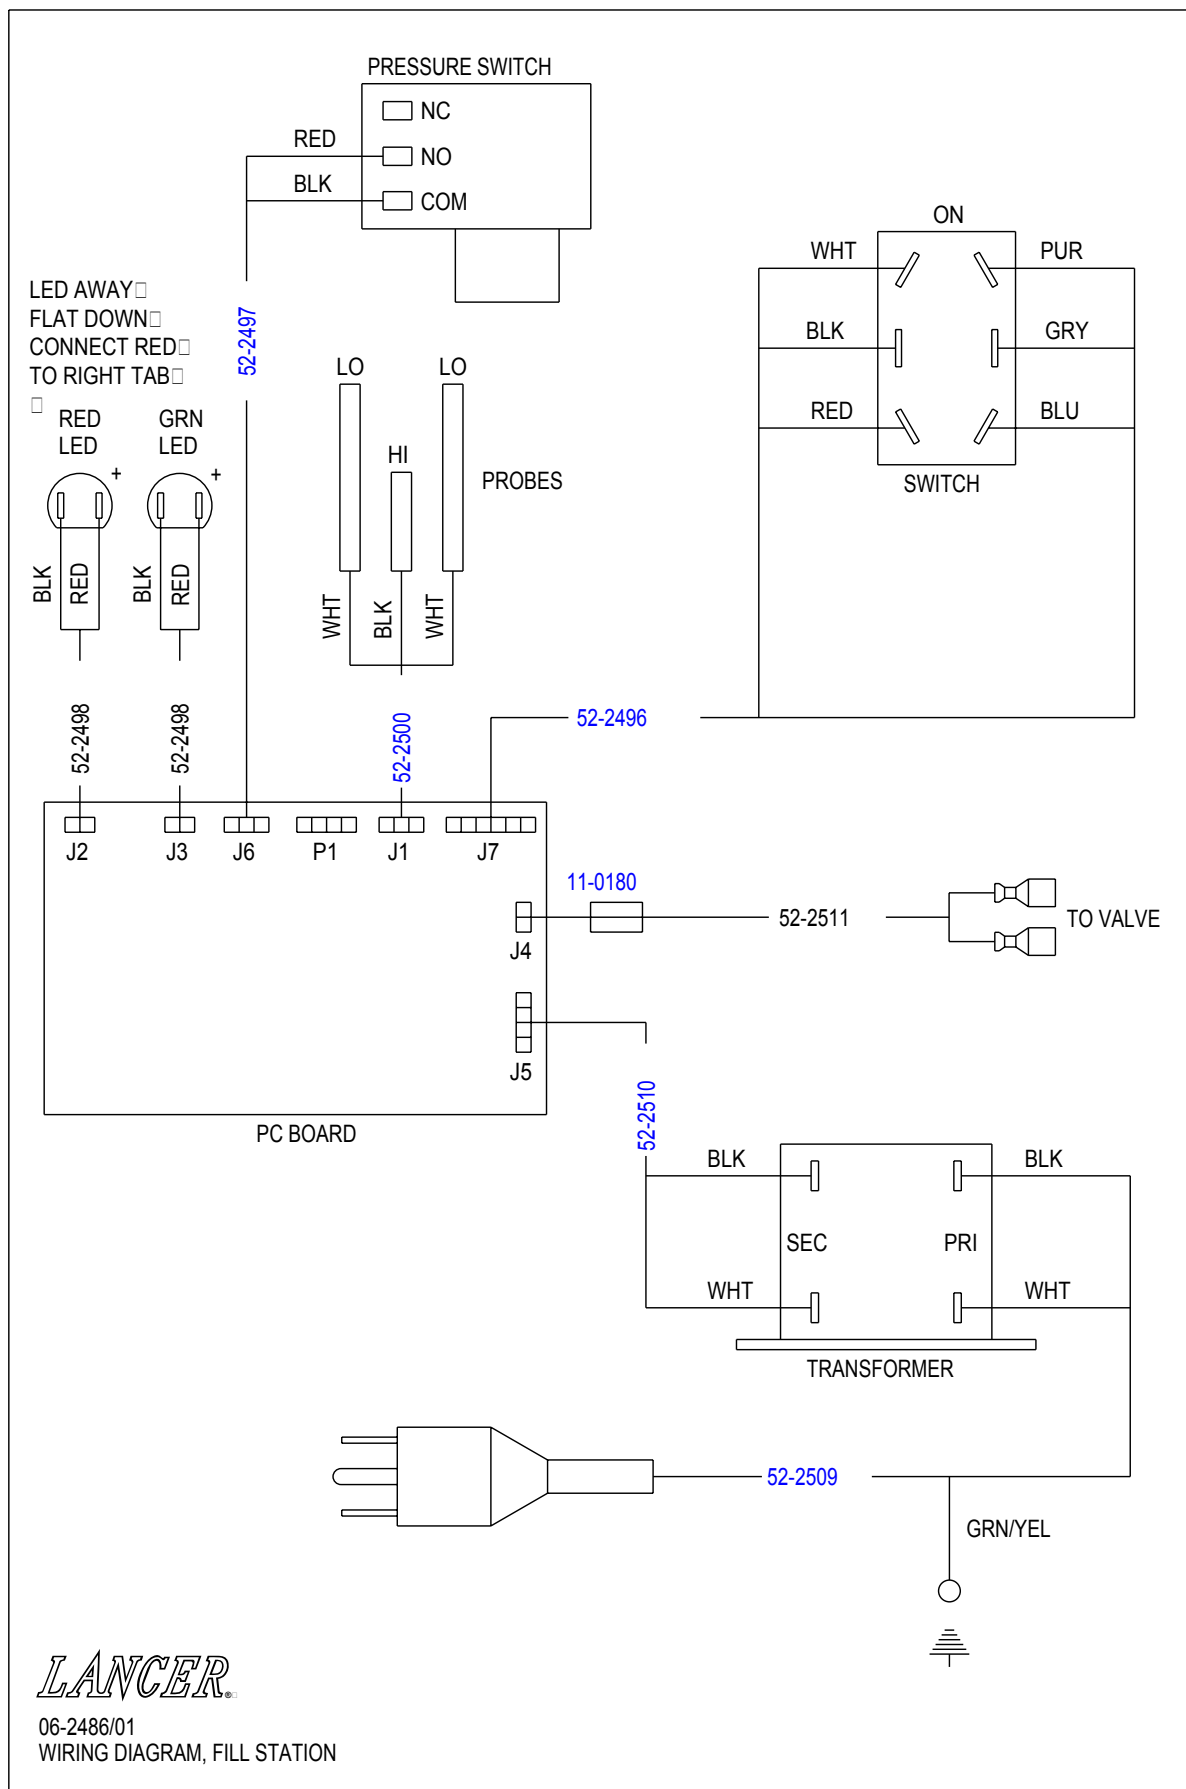 PRESSURE SWITCH
NC
RED
NO
BLK
COM
ON
WHT
PUR
BLK
GRY
RED
BLU
SWITCH
LED AWAY
FLAT DOWN
CONNECT RED
TO RIGHT TAB
52-2497
RED
LED
+
GRN
LED
+
BLK
RED
BLK
RED
LO
LO
HI
PROBES
WHT
BLK
WHT
52-2498
52-2498
52-2500
52-2496
J2
J3
J6
P1
J1
J7
11-0180
J4
52-2511
TO VALVE
J5
PC BOARD
52-2510
BLK
BLK
SEC
PRI
WHT
WHT
TRANSFORMER
52-2509
GRN/YEL
LANCER®
06-2486/01
WIRING DIAGRAM, FILL STATION